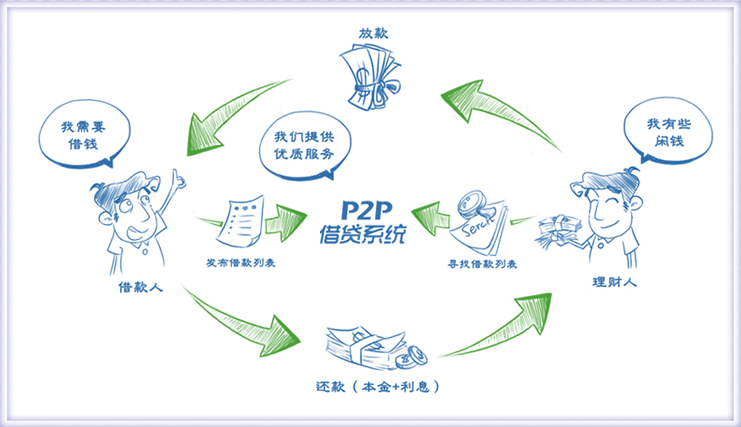 放款
我需要
借钱
我们提供
优质服务
我有些
闲钱
P2P
借贷系统
Serch
发布借款列表
寻找借款列表
借款人
理财人
还款（本金+利息）